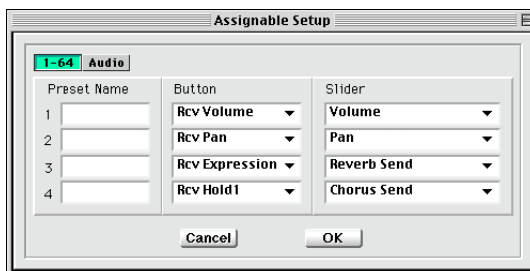 Assignable Setup
1-64 Audio
Preset Name Button Slider
1 Rcv Volume Volume
2 Rcv Pan Pan
3 Rcv Expression Reverb Send
4 Rcv Hold1 Chorus Send
Cancel OK